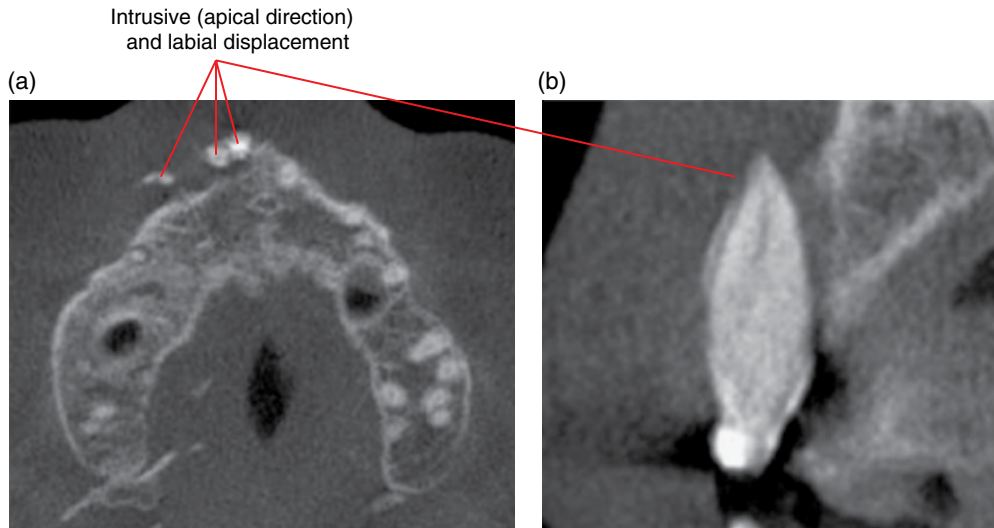 Intrusive (apical direction)
and labial displacement
(a)
(b)